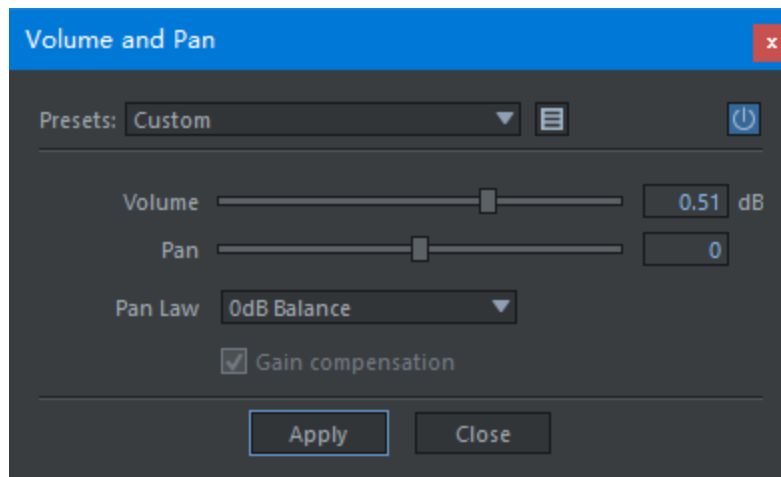 Volume and Pan
x
Presets: Custom
Volume 0.51 dB
Pan 0
Pan Law 0dB Balance
Gain compensation
Apply Close